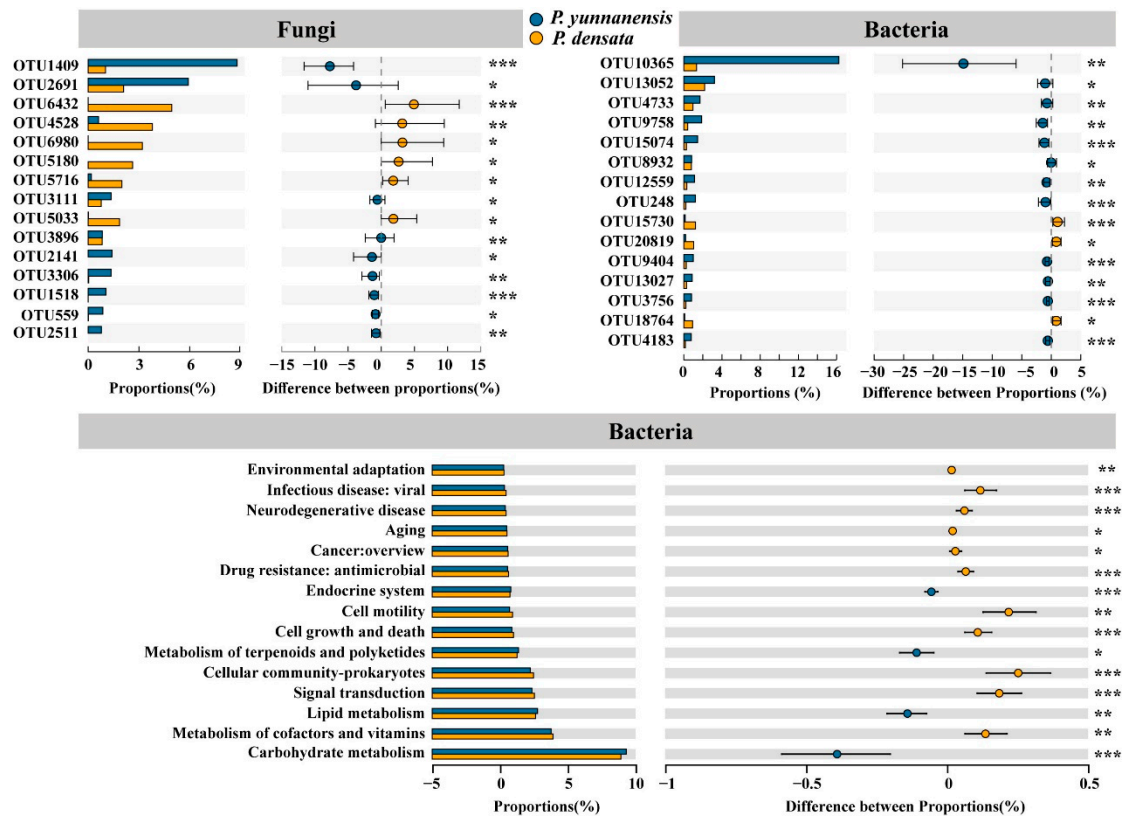 Fungi
P. yunnanensis
P. densata
Bacteria
OTU1409 ***
OTU2691 *
OTU6432 ***
OTU4528 **
OTU6980 *
OTU5180 *
OTU5716 *
OTU3111 *
OTU5033 *
OTU3896 **
OTU2141 *
OTU3306 **
OTU1518 ***
OTU559 *
OTU2511 **
0 3 6 9
−15 −10 −5 0 5 10 15
Proportions(%)
Difference between proportions(%)
OTU10365 **
OTU13052 *
OTU4733 **
OTU9758 **
OTU15074 ***
OTU8932 *
OTU12559 **
OTU248 ***
OTU15730 ***
OTU20819 *
OTU9404 ***
OTU13027 **
OTU3756 ***
OTU18764 *
OTU4183 ***
0 4 8 12 16
−30 −25 −20 −15 −10 −5 0 5
Proportions (%)
Difference between Proportions (%)
Bacteria
Environmental adaptation **
Infectious disease: viral ***
Neurodegenerative disease ***
Aging *
Cancer:overview *
Drug resistance: antimicrobial ***
Endocrine system ***
Cell motility **
Cell growth and death ***
Metabolism of terpenoids and polyketides *
Cellular community-prokaryotes ***
Signal transduction ***
Lipid metabolism **
Metabolism of cofactors and vitamins **
Carbohydrate metabolism ***
−5 0 5 10
−1 −0.5 0 0.5
Proportions(%)
Difference between Proportions(%)